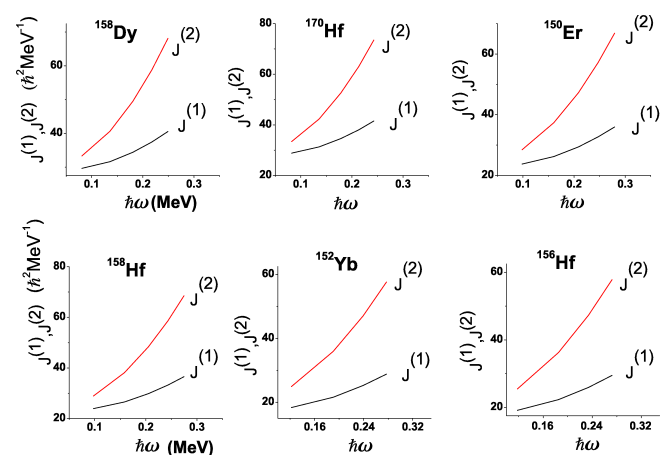 ¹⁵⁸Dy
J⁽¹⁾,J⁽²⁾ (ℏ²MeV⁻¹)
60
40
0.1 0.2 0.3
ℏω (MeV)
J⁽²⁾
J⁽¹⁾
¹⁷⁰Hf
J⁽¹⁾,J⁽²⁾
80
60
40
20
0.1 0.2 0.3
ℏω
J⁽²⁾
J⁽¹⁾
¹⁵⁰Er
J⁽¹⁾,J⁽²⁾
60
40
20
0.1 0.2 0.3
ℏω
J⁽²⁾
J⁽¹⁾
¹⁵⁸Hf
J⁽¹⁾,J⁽²⁾ (ℏ²MeV⁻¹)
80
60
40
20
0.1 0.2 0.3
ℏω (MeV)
J⁽²⁾
J⁽¹⁾
¹⁵²Yb
J⁽¹⁾,J⁽²⁾
60
40
20
0.16 0.24 0.32
ℏω
J⁽²⁾
J⁽¹⁾
¹⁵⁶Hf
J⁽¹⁾,J⁽²⁾
60
40
20
0.16 0.24 0.32
ℏω
J⁽²⁾
J⁽¹⁾